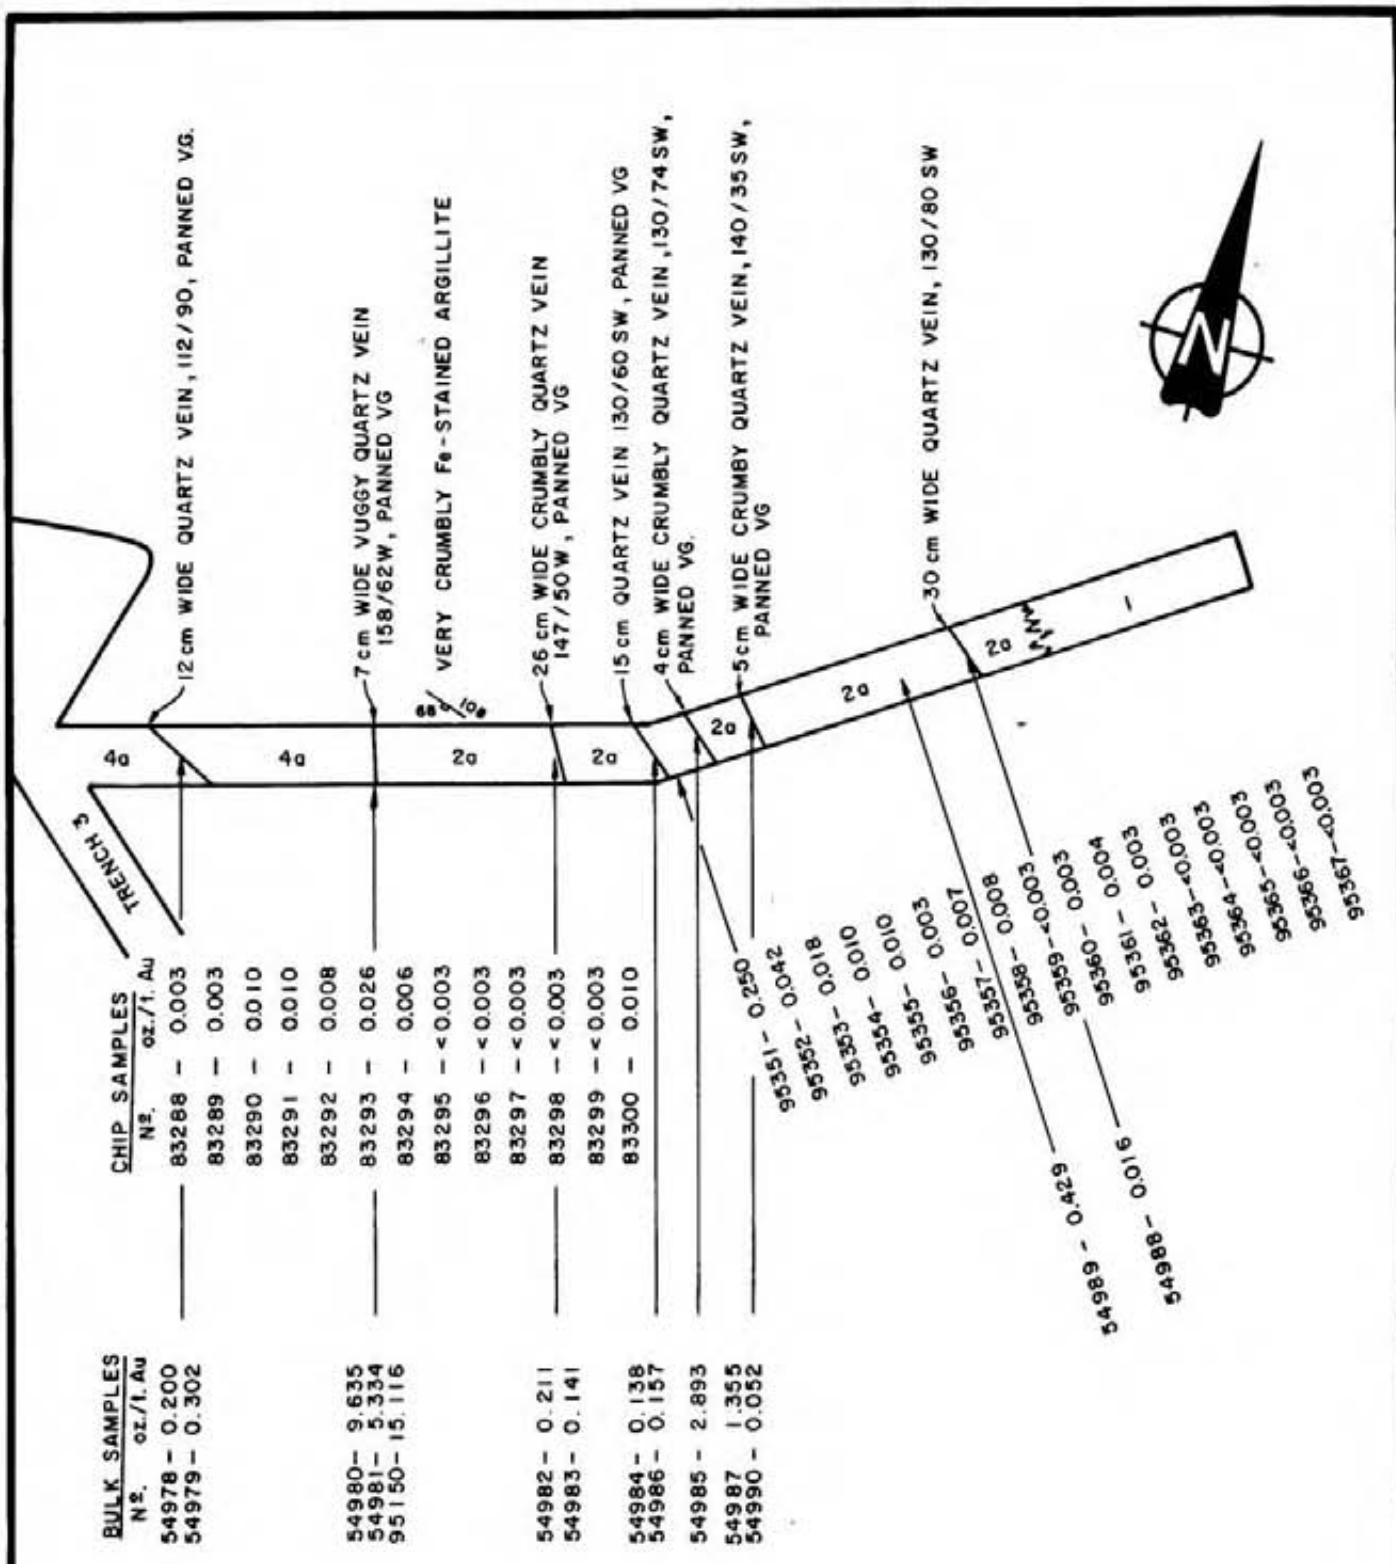 12cm WIDE QUARTZ VEIN, 112/90, PANNED VG.
7cm WIDE VUGGY QUARTZ VEIN
158/62W, PANNED VG
VERY CRUMBLY Fe-STAINED ARGILLITE
26 cm WIDE CRUMBLY QUARTZ VEIN
147/50W, PANNED VG
15cm QUARTZ VEIN 130/60 SW, PANNED VG
4cm WIDE CRUMBLY QUARTZ VEIN, 130/74 SW,
PANNED VG.
5cm WIDE CRUMBY QUARTZ VEIN, 140/35 SW,
PANNED VG
30 cm WIDE QUARTZ VEIN, 130/80 SW
N
4a
4a
2a
2a
2a
2a
2a
1
TRENCH 3
CHIP SAMPLES
Nº. oz./t. Au
83288 - 0.003
83289 - 0.003
83290 - 0.010
83291 - 0.010
83292 - 0.008
83293 - 0.026
83294 - 0.006
83295 - <0.003
83296 - <0.003
83297 - <0.003
83298 - <0.003
83299 - <0.003
83300 - 0.010
95351 - 0.250
95352 - 0.042
95353 - 0.018
95354 - 0.010
95355 - 0.010
95356 - 0.003
95357 - 0.007
95358 - 0.008
95359 - <0.003
95360 - 0.003
95361 - 0.004
95362 - 0.003
95363 - <0.003
95364 - <0.003
95365 - <0.003
95366 - <0.003
95367 - <0.003
BULK SAMPLES
Nº. oz./t. Au
54978 - 0.200
54979 - 0.302
54980 - 9.635
54981 - 5.334
95150 - 15.116
54982 - 0.211
54983 - 0.141
54984 - 0.138
54986 - 0.157
54985 - 2.893
54987 1.355
54990 - 0.052
54989 - 0.429
54988 - 0.016